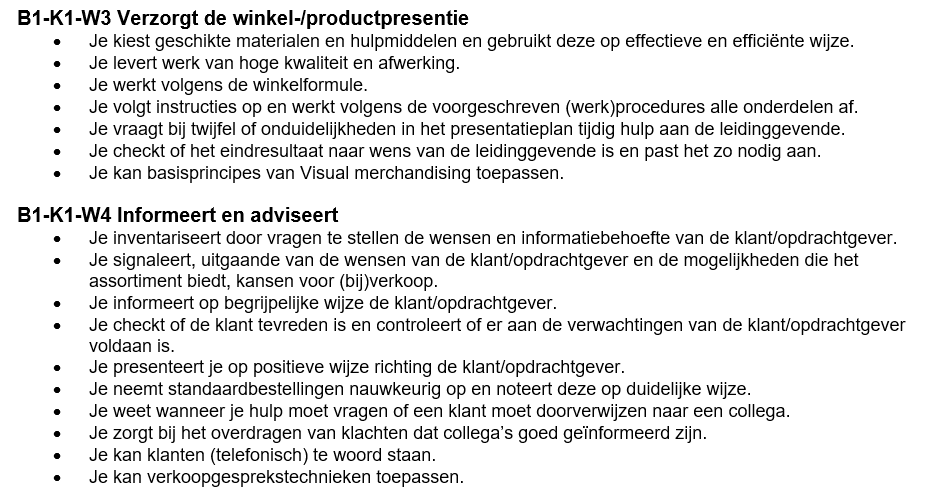 B1-K1-W3 Verzorgt de winkel-/productpresentie
• Je kiest geschikte materialen en hulpmiddelen en gebruikt deze op effectieve en efficiënte wijze.
• Je levert werk van hoge kwaliteit en afwerking.
• Je werkt volgens de winkelformule.
• Je volgt instructies op en werkt volgens de voorgeschreven (werk)procedures alle onderdelen af.
• Je vraagt bij twijfel of onduidelijkheden in het presentatieplan tijdig hulp aan de leidinggevende.
• Je checkt of het eindresultaat naar wens van de leidinggevende is en past het zo nodig aan.
• Je kan basisprincipes van Visual merchandising toepassen.
B1-K1-W4 Informeert en adviseert
• Je inventariseert door vragen te stellen de wensen en informatiebehoefte van de klant/opdrachtgever.
• Je signaleert, uitgaande van de wensen van de klant/opdrachtgever en de mogelijkheden die het
assortiment biedt, kansen voor (bij)verkoop.
• Je informeert op begrijpelijke wijze de klant/opdrachtgever.
• Je checkt of de klant tevreden is en controleert of er aan de verwachtingen van de klant/opdrachtgever
voldaan is.
• Je presenteert je op positieve wijze richting de klant/opdrachtgever.
• Je neemt standaardbestellingen nauwkeurig op en noteert deze op duidelijke wijze.
• Je weet wanneer je hulp moet vragen of een klant moet doorverwijzen naar een collega.
• Je zorgt bij het overdragen van klachten dat collega's goed geïnformeerd zijn.
• Je kan klanten (telefonisch) te woord staan.
• Je kan verkoopgesprekstechnieken toepassen.